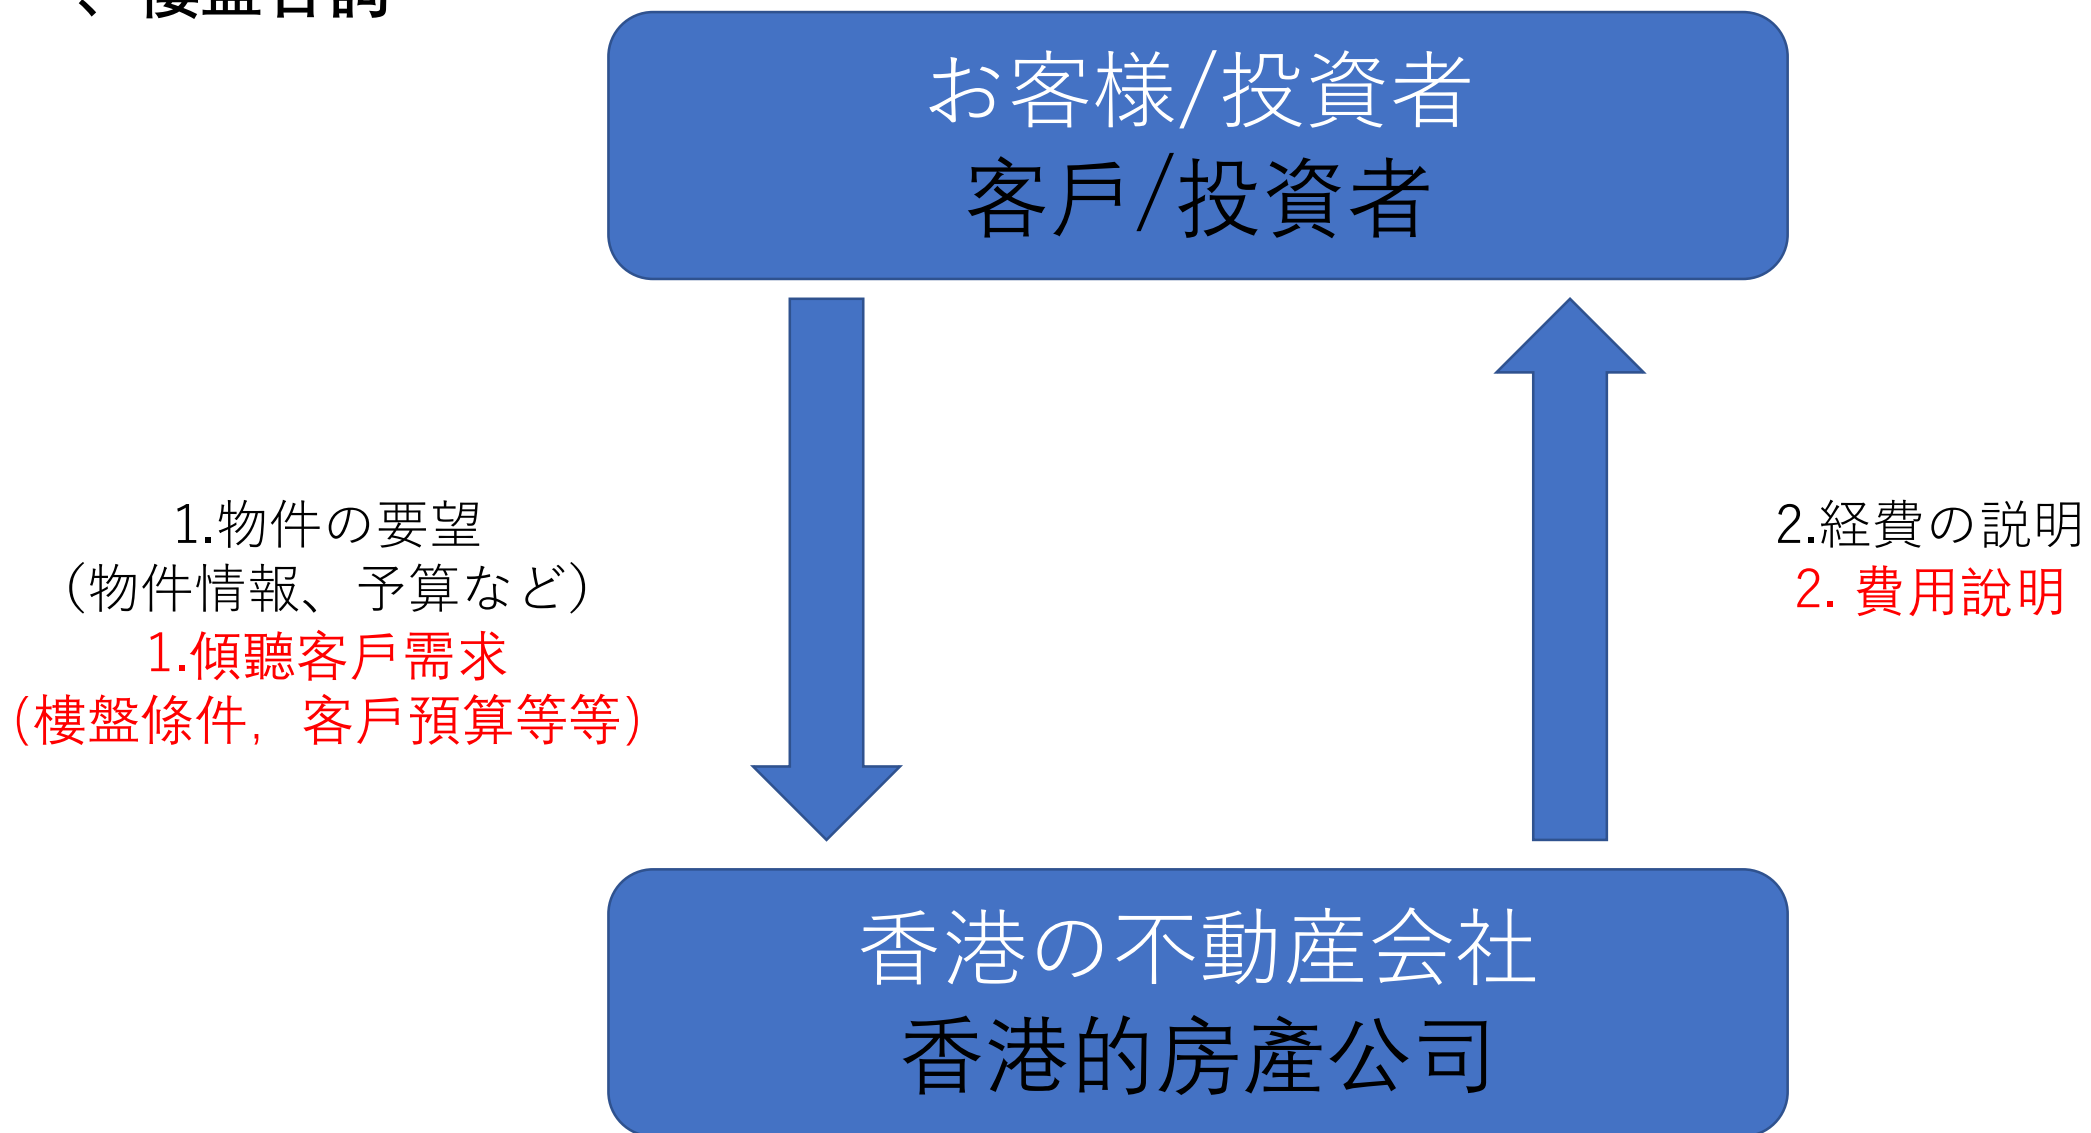 お客様/投資者
客戶/投資者
1.物件の要望
（物件情報、予算など）
1.傾聽客戶需求
(樓盤條件，客戶預算等等)
2.経費の説明
2. 費用說明
香港の不動産会社
香港的房產公司